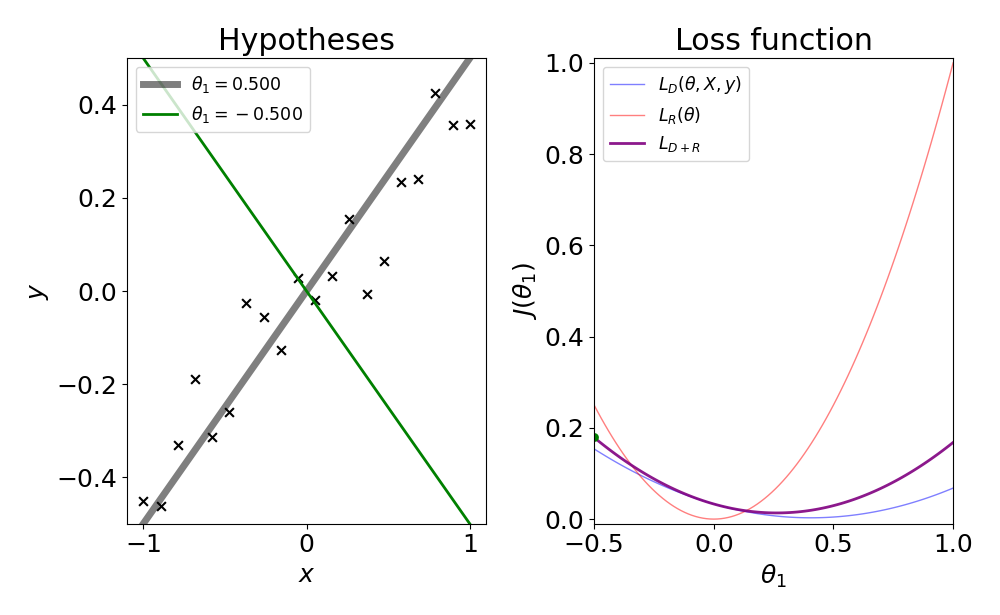 Hypotheses
θ₁ = 0.500
θ₁ = −0.500
y
0.4
0.2
0.0
−0.2
−0.4
−1
0
1
x
Loss function
L_D(θ, X, y)
L_R(θ)
L_{D+R}
J(θ₁)
1.0
0.8
0.6
0.4
0.2
0.0
−0.5
0.0
0.5
1.0
θ₁